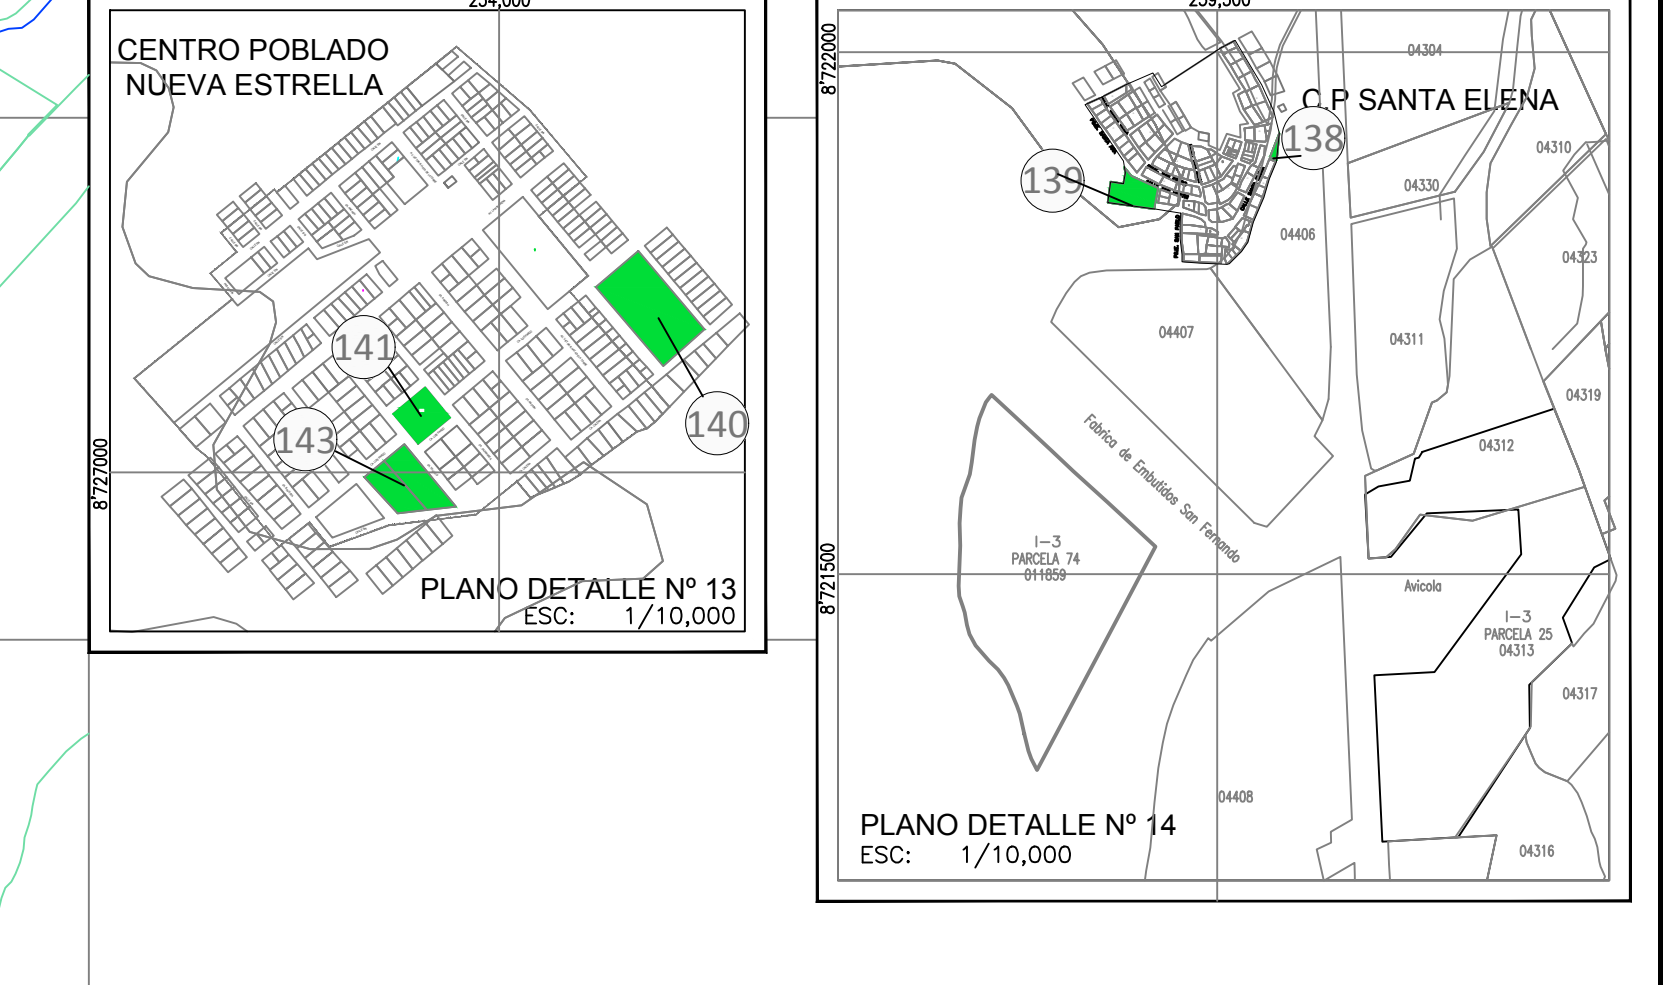 254,000
CENTRO POBLADO
NUEVA ESTRELLA
141
143
140
8'727000
PLANO DETALLE Nº 13
ESC: 1/10,000
259,500
8'722000
04304
C.P SANTA ELENA
138
139
04310
04330
04406
04323
04407
04311
04319
04312
Fabrica de Embutidos San Fernando
I-3
PARCELA 74
011859
8'721500
Avicola
I-3
PARCELA 25
04313
04317
04408
PLANO DETALLE Nº 14
ESC: 1/10,000
04316